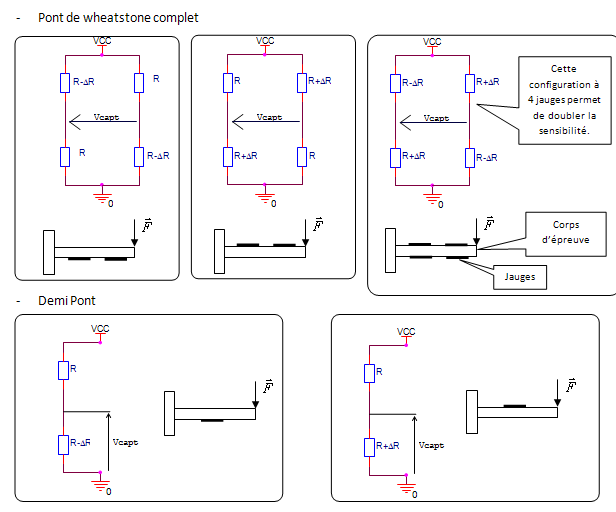 - Pont de wheatstone complet
VCC
R-ΔR
R
Vcapt
R
R-ΔR
0
F
VCC
R
R+ΔR
Vcapt
R+ΔR
R
0
F
VCC
R-ΔR
R+ΔR
Vcapt
R+ΔR
R-ΔR
0
F
Cette
configuration à
4 jauges permet
de doubler la
sensibilité.
Corps
d'épreuve
Jauges
- Demi Pont
VCC
R
R-ΔR
Vcapt
0
F
VCC
R
R+ΔR
Vcapt
0
F